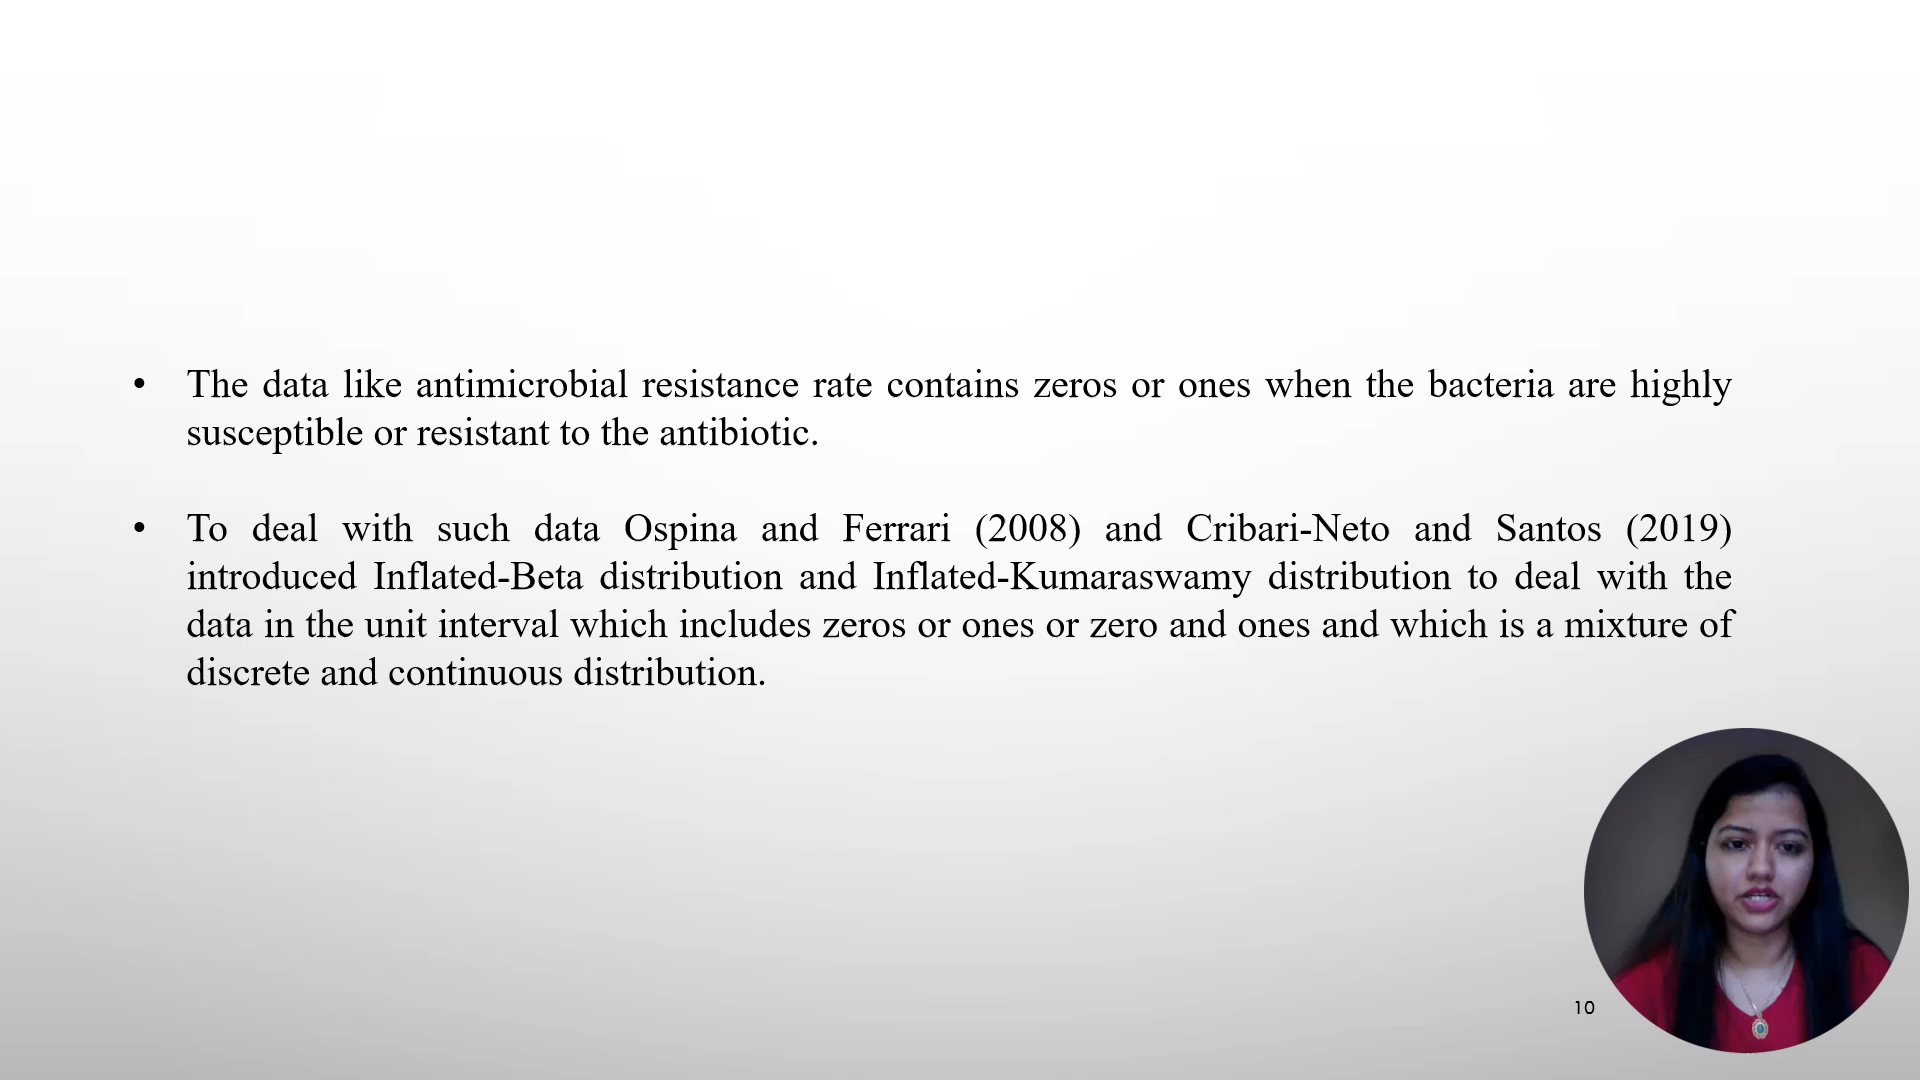 • The data like antimicrobial resistance rate contains zeros or ones when the bacteria are highly
susceptible or resistant to the antibiotic.
• To deal with such data Ospina and Ferrari (2008) and Cribari-Neto and Santos (2019)
introduced Inflated-Beta distribution and Inflated-Kumaraswamy distribution to deal with the
data in the unit interval which includes zeros or ones or zero and ones and which is a mixture of
discrete and continuous distribution.
10